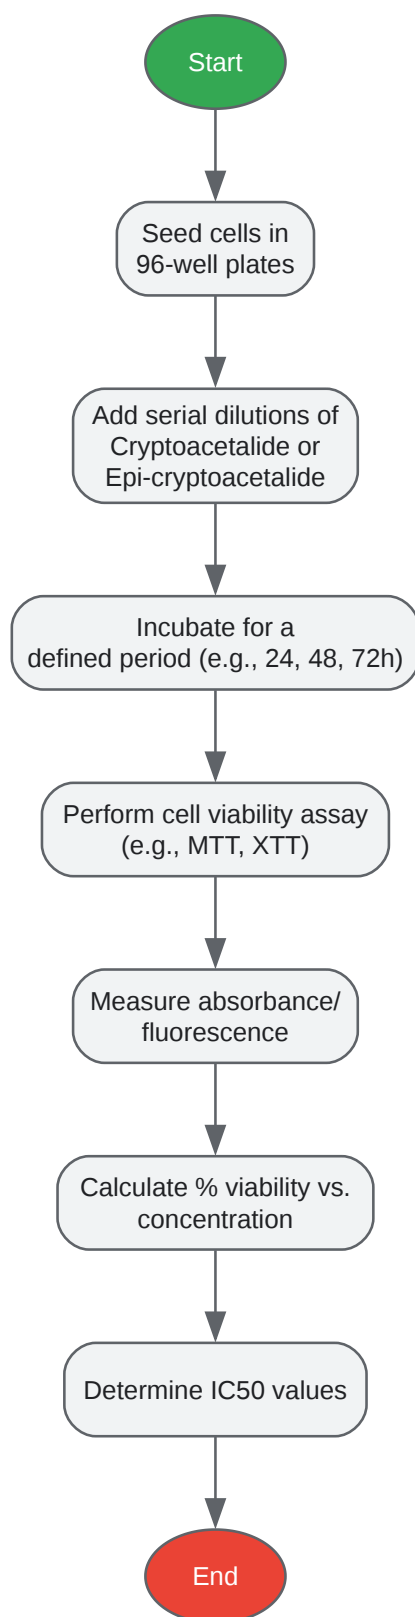 Start
Seed cells in
96-well plates
Add serial dilutions of
Cryptoacetalide or
Epi-cryptoacetalide
Incubate for a
defined period (e.g., 24, 48, 72h)
Perform cell viability assay
(e.g., MTT, XTT)
Measure absorbance/
fluorescence
Calculate % viability vs.
concentration
Determine IC50 values
End